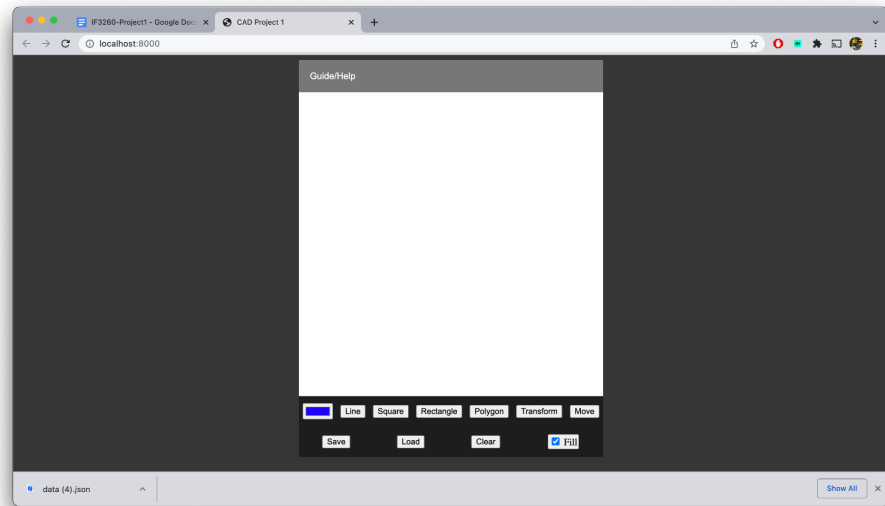 IF3260-Project1 - Google Docs
CAD Project 1
localhost:8000
Guide/Help
Line Square Rectangle Polygon Transform Move
Save Load Clear Fill
data (4).json
Show All